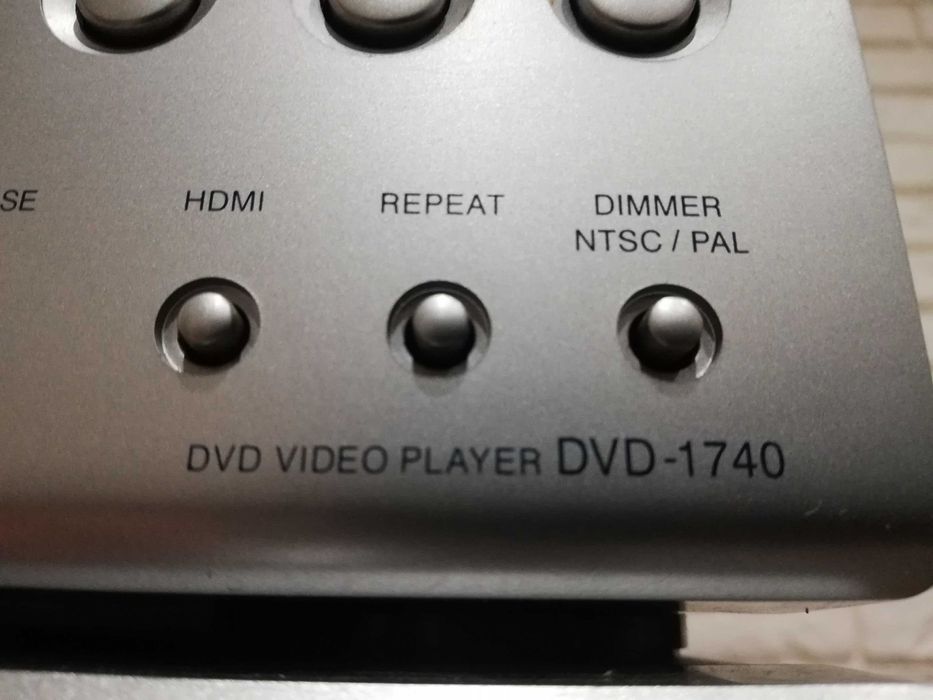 SE HDMI REPEAT DIMMER
NTSC / PAL
DVD VIDEO PLAYER DVD-1740